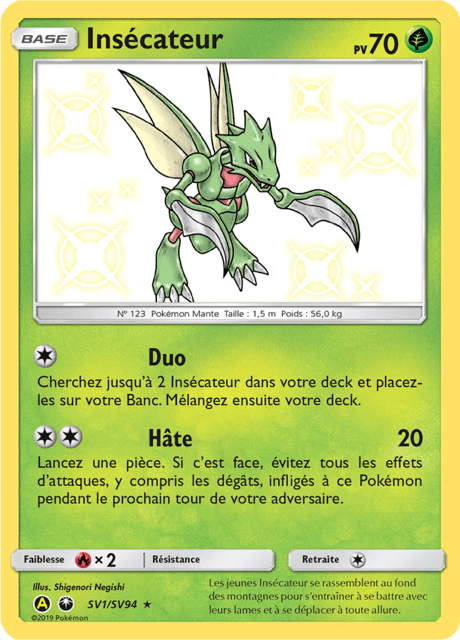 BASE Insécateur PV 70
N° 123 Pokémon Mante Taille : 1,5 m Poids : 56,0 kg
Duo
Cherchez jusqu'à 2 Insécateur dans votre deck et placez-
les sur votre Banc. Mélangez ensuite votre deck.
Hâte 20
Lancez une pièce. Si c'est face, évitez tous les effets
d'attaques, y compris les dégâts, infligés à ce Pokémon
pendant le prochain tour de votre adversaire.
Faiblesse × 2 Résistance Retraite
Illus. Shigenori Negishi
A SV1/SV94 ★
©2019 Pokémon
Les jeunes Insécateur se rassemblent au fond
des montagnes pour s'entraîner à se battre avec
leurs lames et à se déplacer à toute allure.